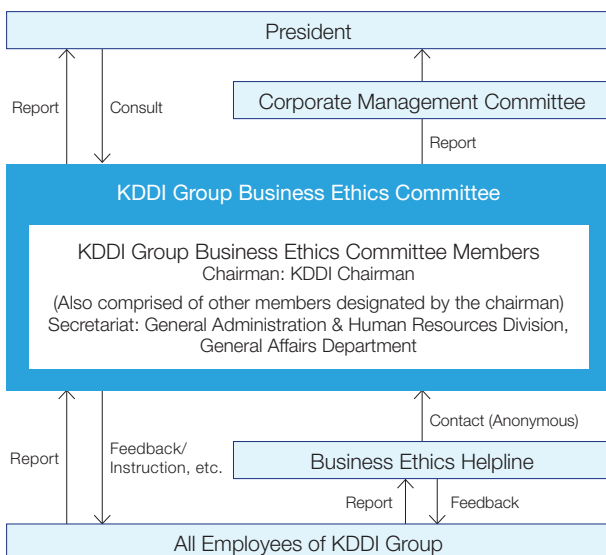 President
Report
Consult
Corporate Management Committee
Report
KDDI Group Business Ethics Committee
KDDI Group Business Ethics Committee Members
Chairman: KDDI Chairman
(Also comprised of other members designated by the chairman)
Secretariat: General Administration & Human Resources Division,
General Affairs Department
Contact (Anonymous)
Report
Feedback/
Instruction, etc.
Business Ethics Helpline
Report
Feedback
All Employees of KDDI Group